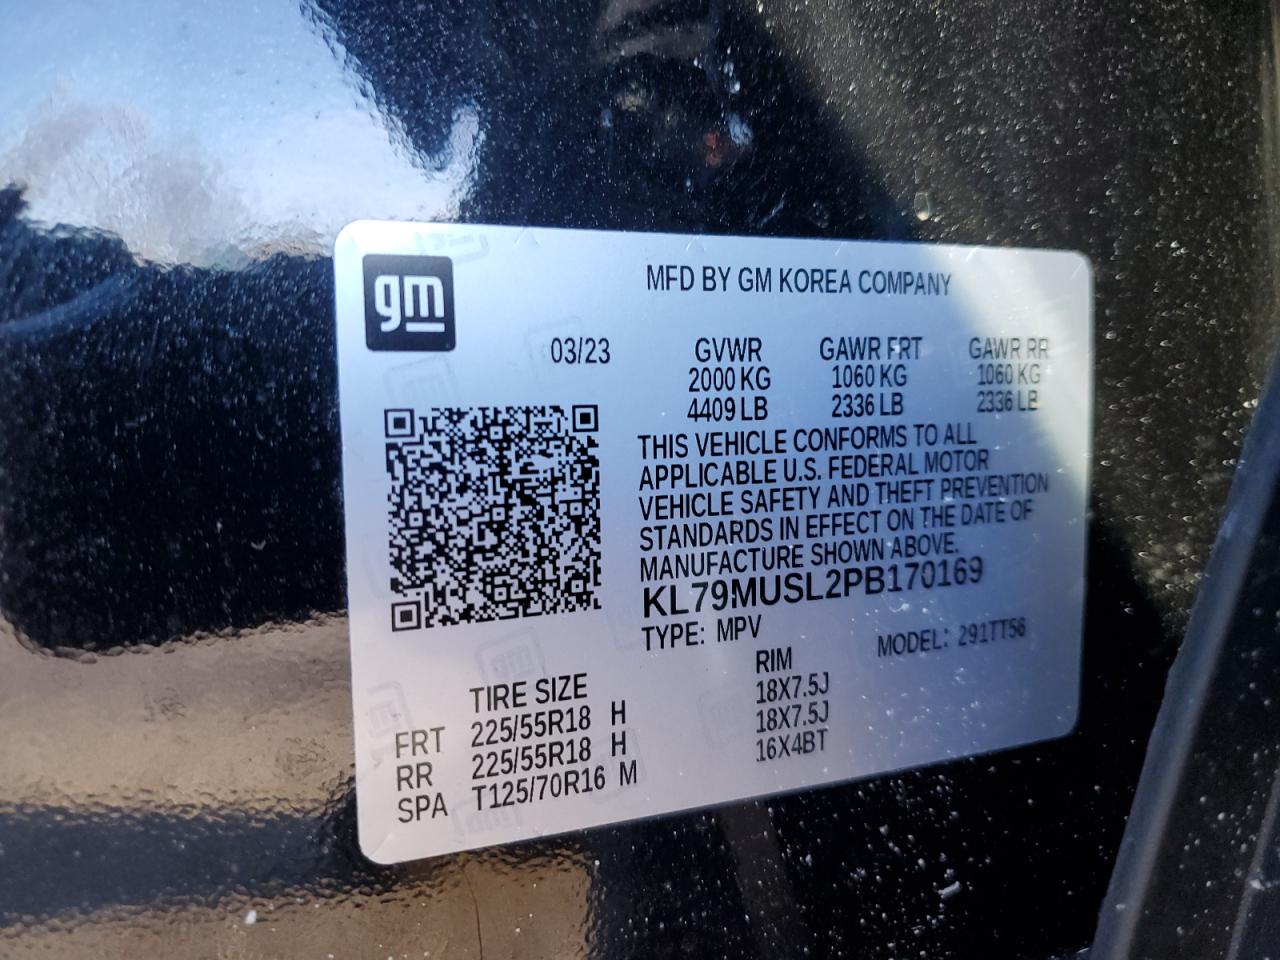 gm
MFD BY GM KOREA COMPANY
03/23 GVWR GAWR FRT GAWR RR
2000 KG 1060 KG 1060 KG
4409 LB 2336 LB 2336 LB
THIS VEHICLE CONFORMS TO ALL
APPLICABLE U.S. FEDERAL MOTOR
VEHICLE SAFETY AND THEFT PREVENTION
STANDARDS IN EFFECT ON THE DATE OF
MANUFACTURE SHOWN ABOVE.
KL79MUSL2PB170169
TYPE: MPV MODEL: 291TT56
TIRE SIZE RIM
FRT 225/55R18 H 18X7.5J
RR 225/55R18 H 18X7.5J
SPA T125/70R16 M 16X4BT